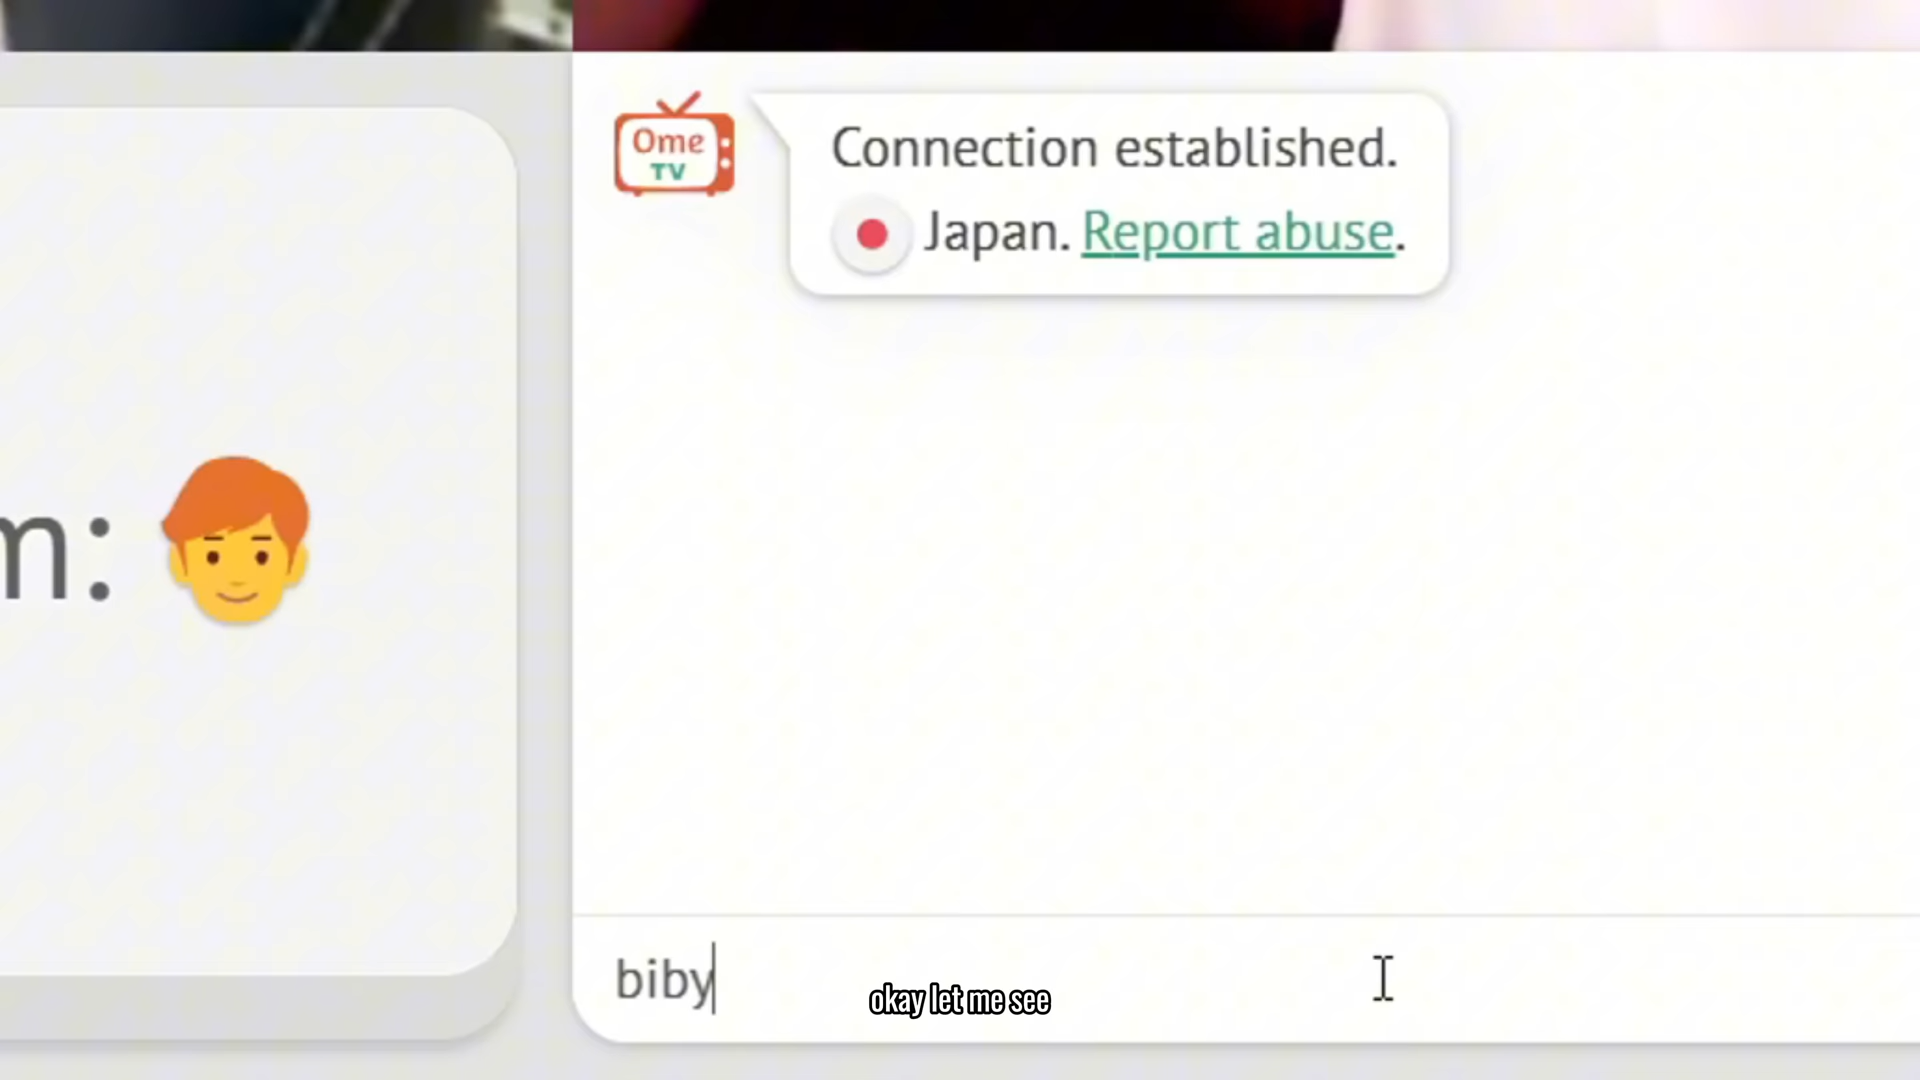 Ome
TV
Connection established.
Japan. Report abuse.
m:
biby
okay let me see